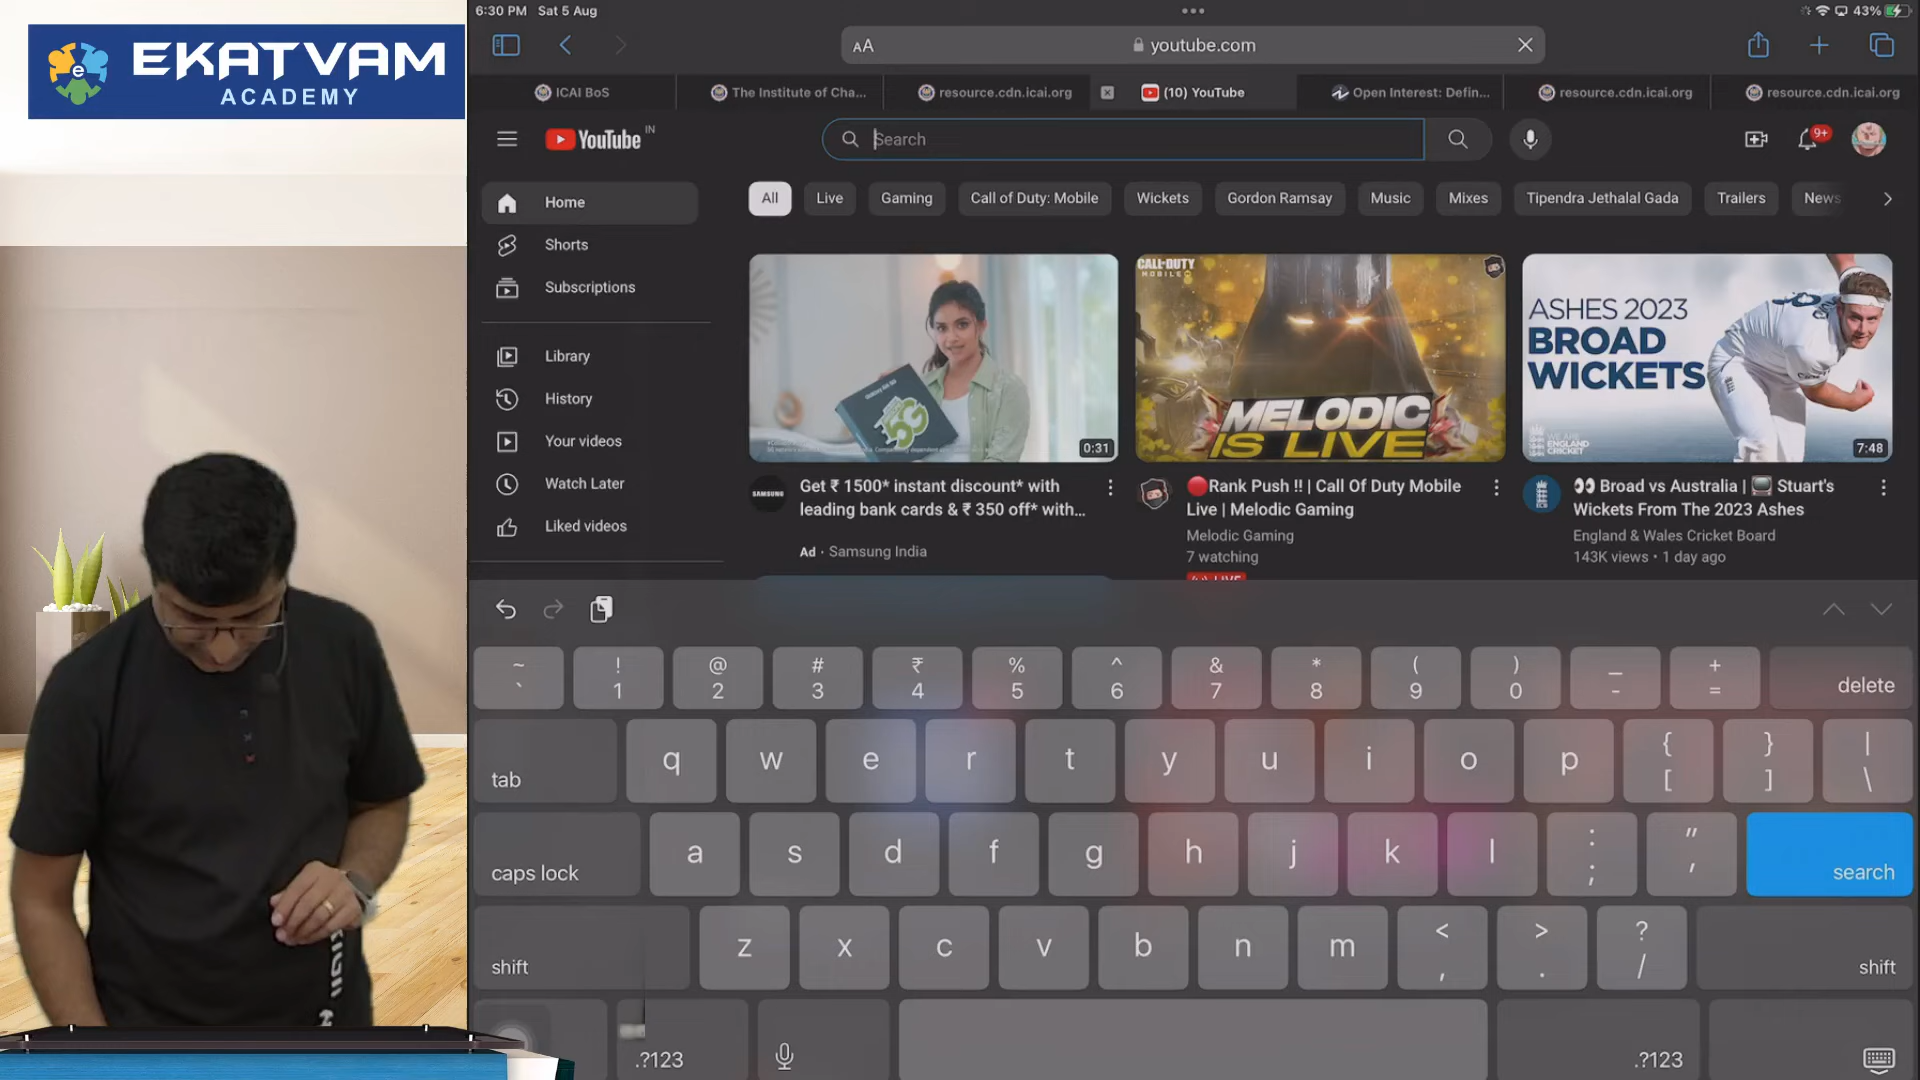 EKATVAM
ACADEMY
6:30 PM Sat 5 Aug
43%
AA
youtube.com
ICAI BoS
The Institute of Cha...
resource.cdn.icai.org
(10) YouTube
Open Interest: Defin...
resource.cdn.icai.org
resource.cdn.icai.org
YouTube IN
Search
9+
Home
Shorts
Subscriptions
Library
History
Your videos
Watch Later
Liked videos
All
Live
Gaming
Call of Duty: Mobile
Wickets
Gordon Ramsay
Music
Mixes
Tipendra Jethalal Gada
Trailers
News
5G
0:31
SAMSUNG
Get ₹ 1500* instant discount* with
leading bank cards & ₹ 350 off* with...
Ad · Samsung India
CALL·DUTY
MOBILE
MELODIC
IS LIVE
🔴Rank Push !! | Call Of Duty Mobile
Live | Melodic Gaming
Melodic Gaming
7 watching
LIVE
ASHES 2023
BROAD
WICKETS
WE ARE
ENGLAND
CRICKET
7:48
👀 Broad vs Australia | 📺 Stuart's
Wickets From The 2023 Ashes
England & Wales Cricket Board
143K views • 1 day ago
~ ! @ # ₹ % ^ & * ( ) _ +
` 1 2 3 4 5 6 7 8 9 0 - = delete
tab q w e r t y u i o p { [ } ] | \
caps lock a s d f g h j k l : ; " ' search
shift z x c v b n m < , > . ? / shift
.?123 .?123